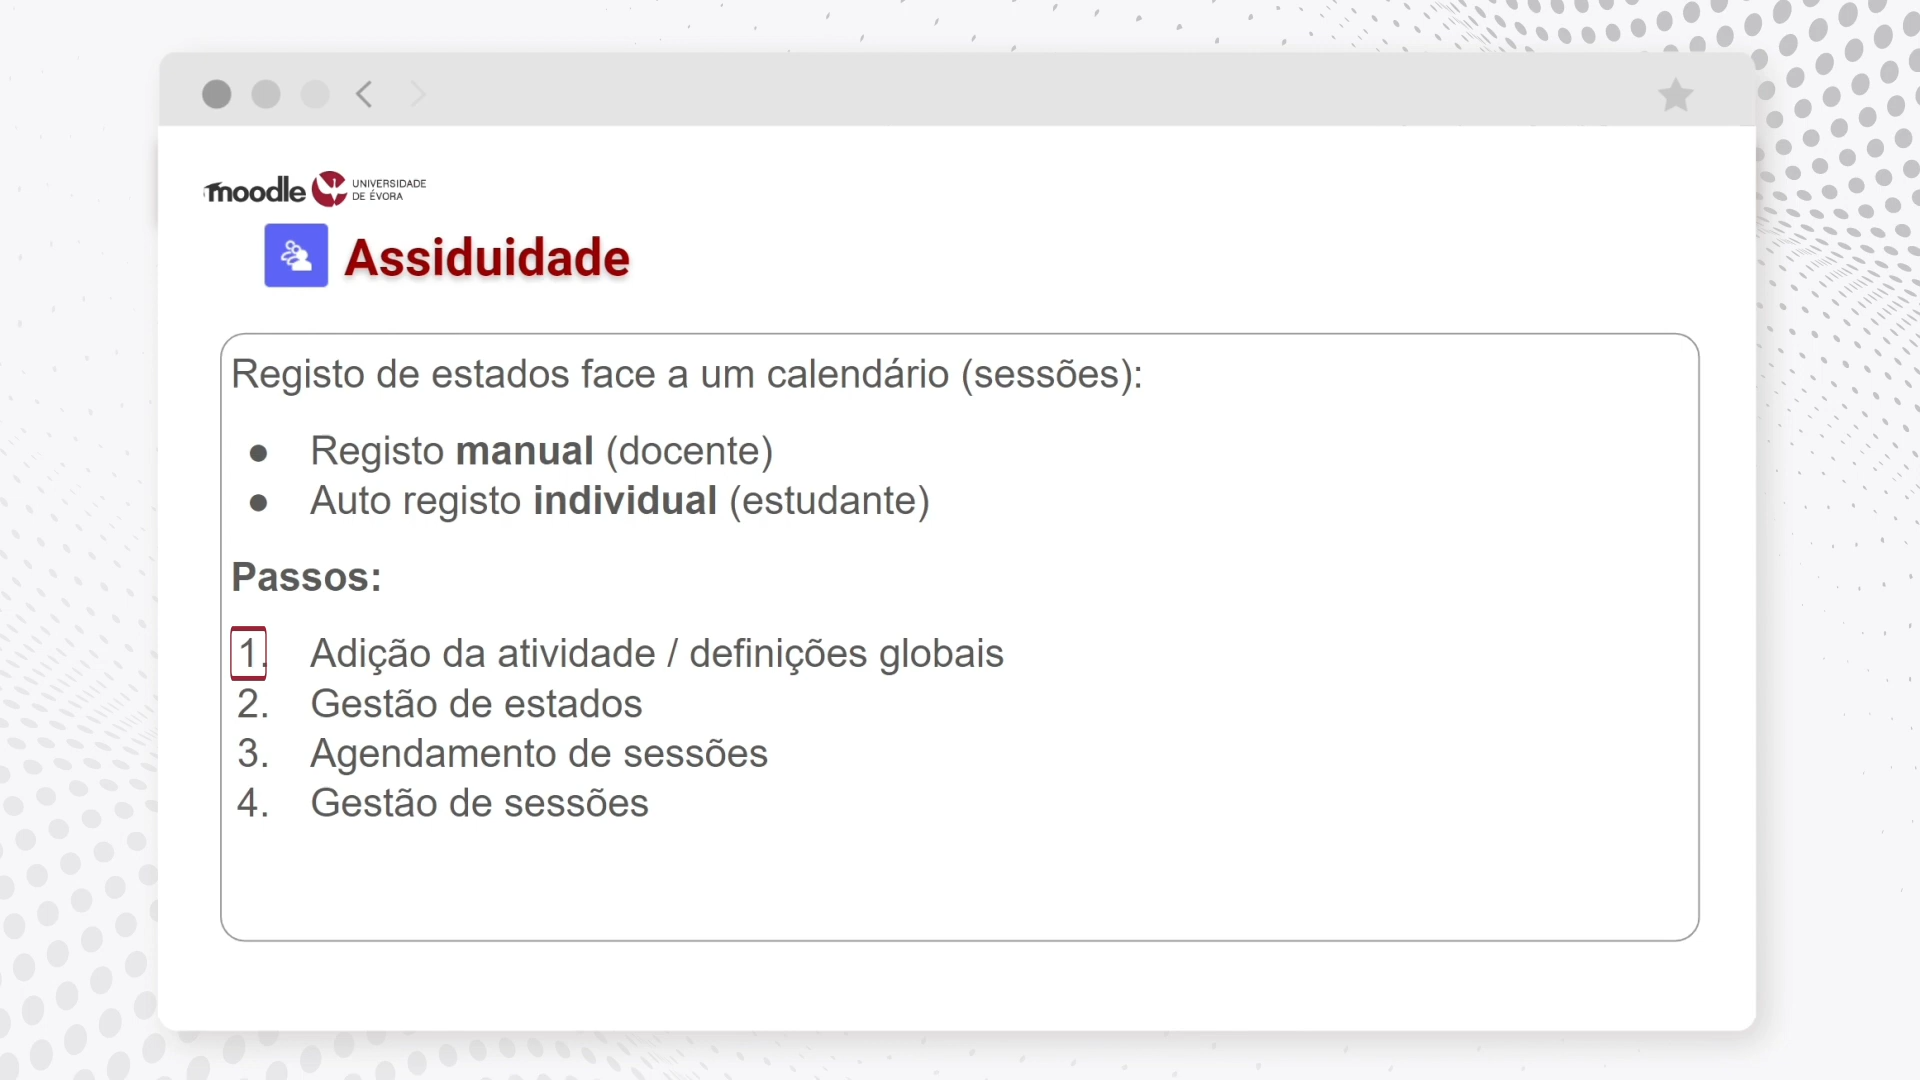 moodle UNIVERSIDADE
DE ÉVORA
Assiduidade
Registo de estados face a um calendário (sessões):
● Registo manual (docente)
● Auto registo individual (estudante)
Passos:
1. Adição da atividade / definições globais
2. Gestão de estados
3. Agendamento de sessões
4. Gestão de sessões